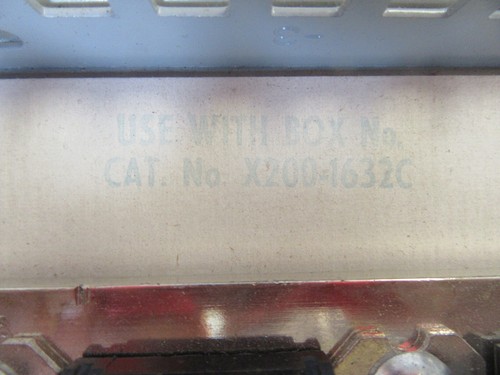 USE WITH BOX No.
CAT. No. X200-1632C